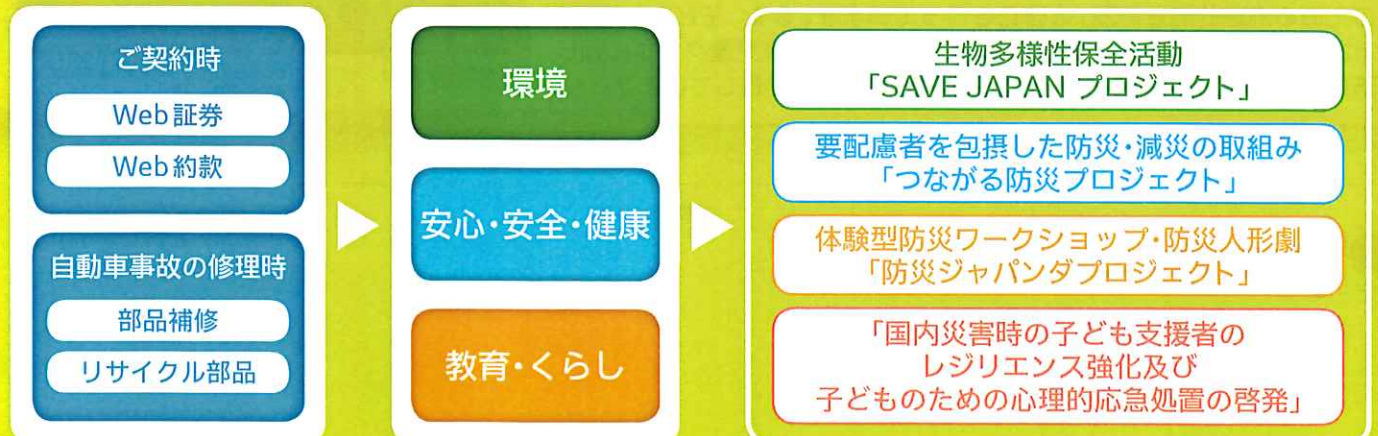 ご契約時
Web証券
Web約款
自動車事故の修理時
部品補修
リサイクル部品
環境
安心・安全・健康
教育・くらし
生物多様性保全活動
「SAVE JAPAN プロジェクト」
要配慮者を包摂した防災・減災の取組み
「つながる防災プロジェクト」
体験型防災ワークショップ・防災人形劇
「防災ジャパンダプロジェクト」
「国内災害時の子ども支援者の
レジリエンス強化及び
子どものための心理的応急処置の啓発」